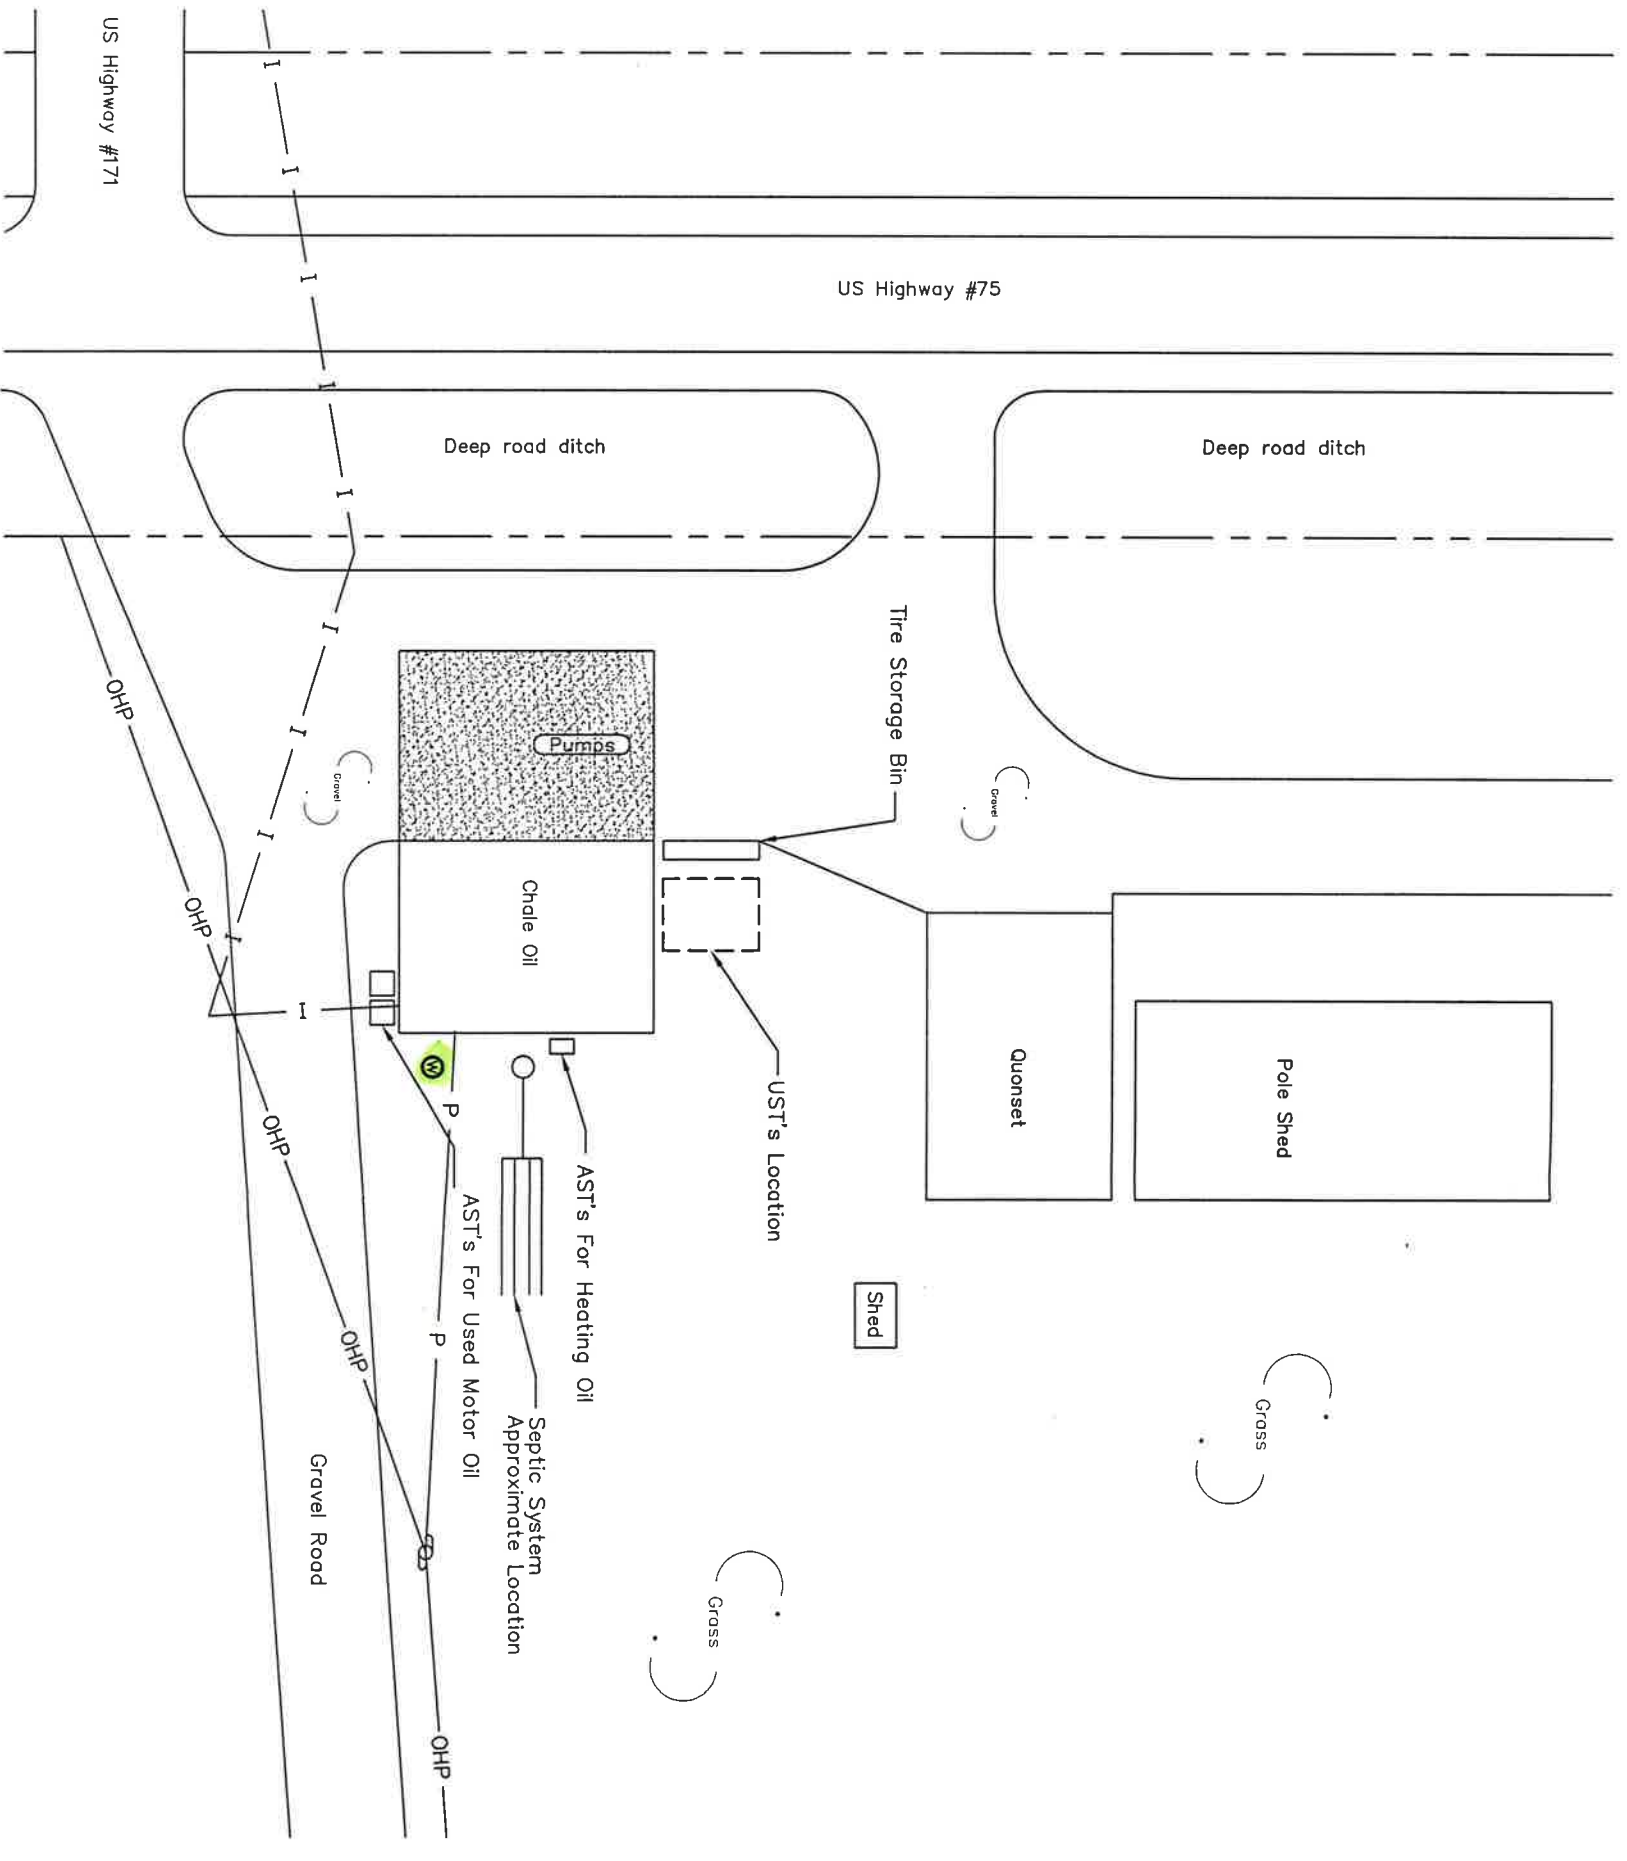 US Highway #171
US Highway #75
Deep road ditch
Deep road ditch
Tire Storage Bin
Pumps
Gravel
Gravel
Chale Oil
UST's Location
Quonset
Pole Shed
Shed
W
AST's For Heating Oil
AST's For Used Motor Oil
Septic System
Approximate Location
Gravel Road
Grass
Grass
I
I
I
I
I
I
I
I
I
I
OHP
OHP
OHP
OHP
OHP
P
P